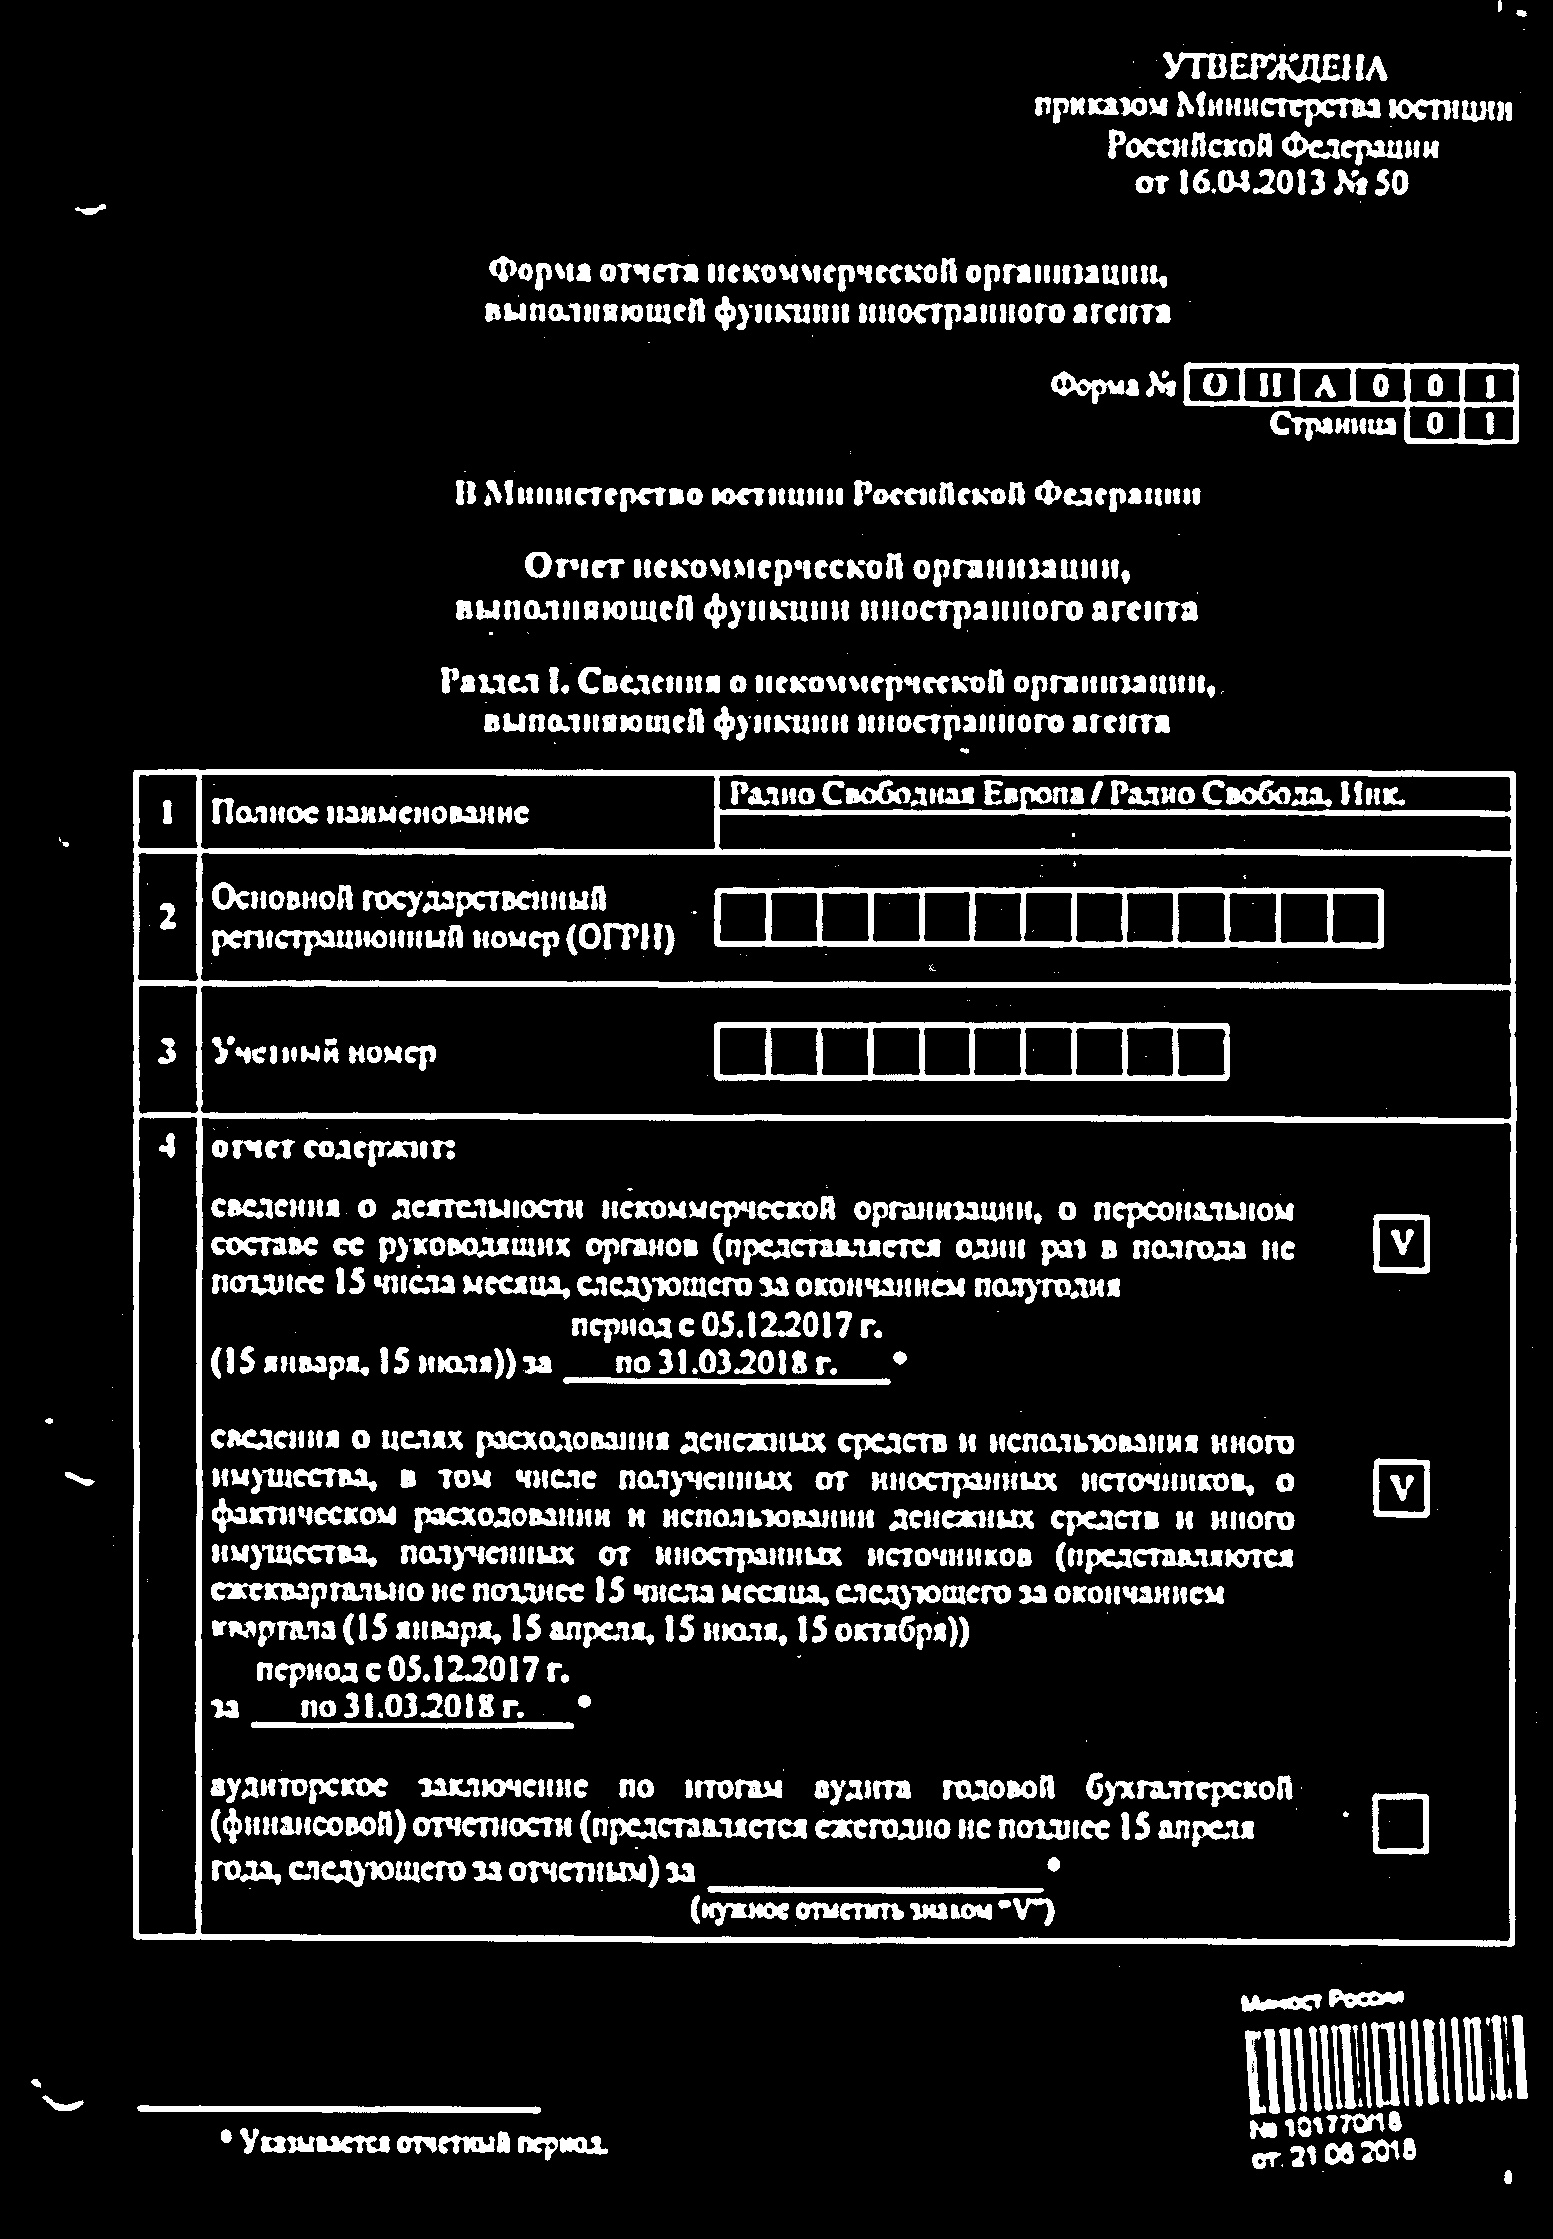 УТВЕРЖДЕНА
приказом Министерства юстиции
Российской Федерации
от 16.04.2013 № 50
Форма отчета некоммерческой организации,
выполняющей функции иностранного агента
Форма № О Н А 0 0 1
Страница 0 1
В Министерство юстиции Российской Федерации
Отчет некоммерческой организации,
выполняющей функции иностранного агента
Раздел I. Сведения о некоммерческой организации,
выполняющей функции иностранного агента
1 Полное наименование Радио Свободная Европа / Радио Свобода, Инк.
2 Основной государственный
регистрационный номер (ОГРН)
3 Учетный номер
4 отчет содержит:
сведения о деятельности некоммерческой организации, о персональном
составе ее руководящих органов (представляется один раз в полгода не
позднее 15 числа месяца, следующего за окончанием полугодия
период с 05.12.2017 г.
(15 января, 15 июля)) за по 31.03.2018 г. *
V
сведения о целях расходования денежных средств и использования иного
имущества, в том числе полученных от иностранных источников, о
фактическом расходовании и использовании денежных средств и иного
имущества, полученных от иностранных источников (представляются
ежеквартально не позднее 15 числа месяца, следующего за окончанием
квартала (15 января, 15 апреля, 15 июля, 15 октября))
период с 05.12.2017 г.
за по 31.03.2018 г. *
V
аудиторское заключение по итогам аудита годовой бухгалтерской
(финансовой) отчетности (представляется ежегодно не позднее 15 апреля
года, следующего за отчетным) за *
(нужное отметить знаком "V")
Минюст России
№ 101770/18
от. 21 06 2018
* Указывается отчетный период.